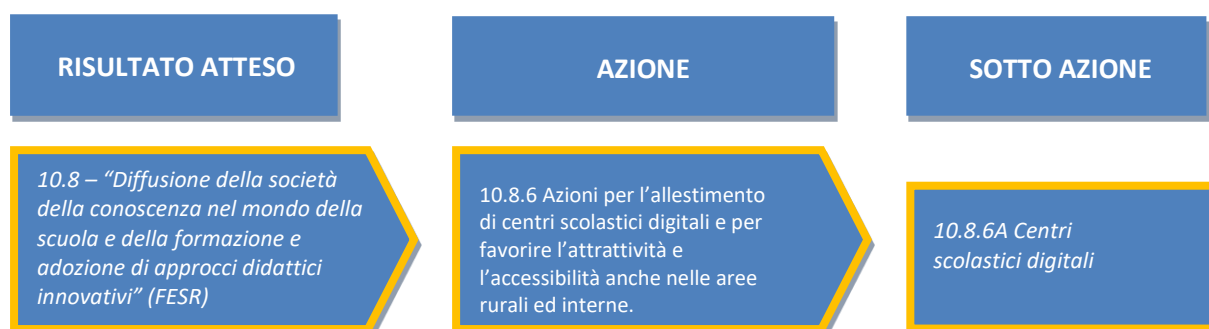 RISULTATO ATTESO
AZIONE
SOTTO AZIONE
10.8 – “Diffusione della società
della conoscenza nel mondo della
scuola e della formazione e
adozione di approcci didattici
innovativi” (FESR)
10.8.6 Azioni per l’allestimento
di centri scolastici digitali e per
favorire l’attrattività e
l’accessibilità anche nelle aree
rurali ed interne.
10.8.6A Centri
scolastici digitali